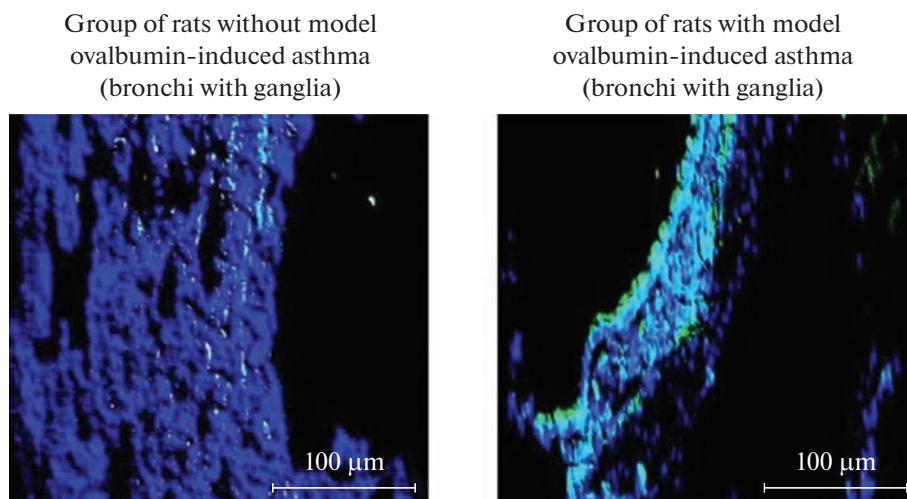 Group of rats without model
ovalbumin-induced asthma
(bronchi with ganglia)
Group of rats with model
ovalbumin-induced asthma
(bronchi with ganglia)
100 μm
100 μm